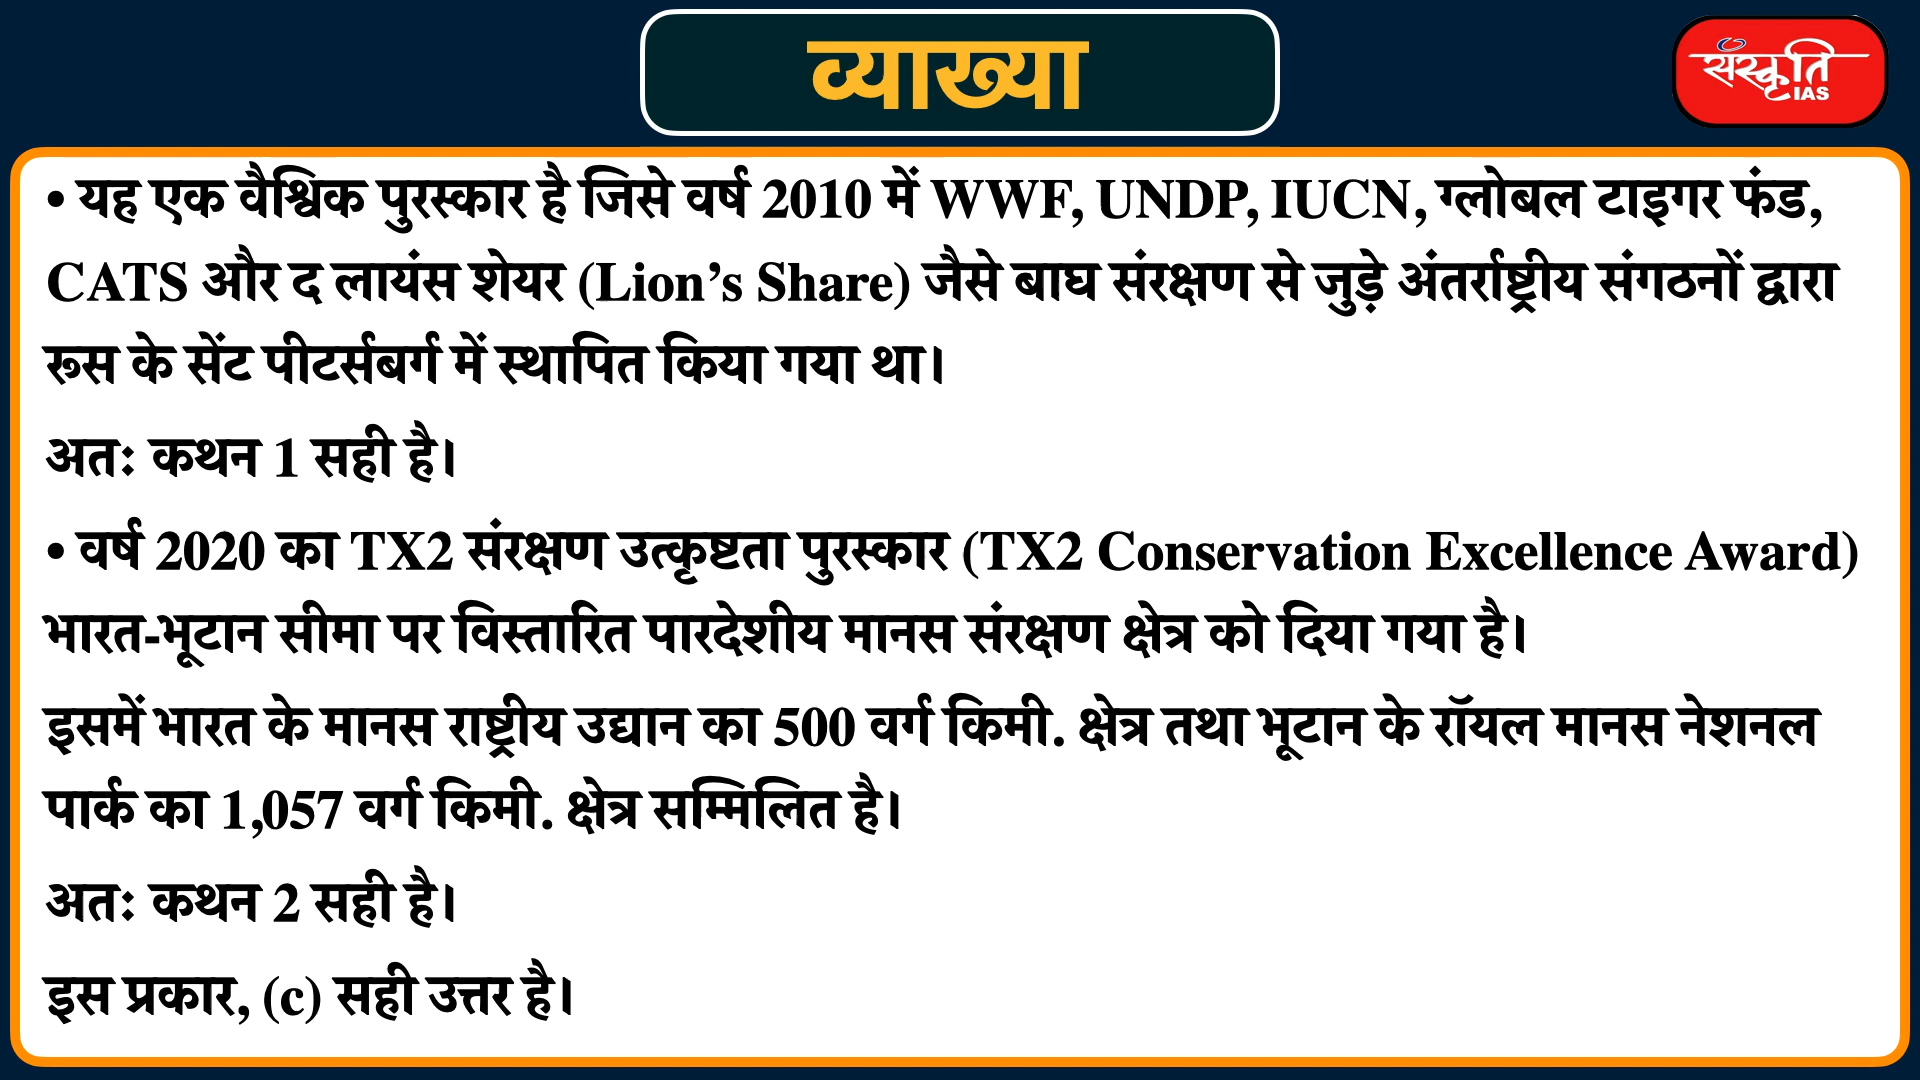 व्याख्या
संस्कृति
IAS
• यह एक वैश्विक पुरस्कार है जिसे वर्ष 2010 में WWF, UNDP, IUCN, ग्लोबल टाइगर फंड,
CATS और द लायंस शेयर (Lion’s Share) जैसे बाघ संरक्षण से जुड़े अंतर्राष्ट्रीय संगठनों द्वारा
रूस के सेंट पीटर्सबर्ग में स्थापित किया गया था।
अतः कथन 1 सही है।
• वर्ष 2020 का TX2 संरक्षण उत्कृष्टता पुरस्कार (TX2 Conservation Excellence Award)
भारत-भूटान सीमा पर विस्तारित पारदेशीय मानस संरक्षण क्षेत्र को दिया गया है।
इसमें भारत के मानस राष्ट्रीय उद्यान का 500 वर्ग किमी. क्षेत्र तथा भूटान के रॉयल मानस नेशनल
पार्क का 1,057 वर्ग किमी. क्षेत्र सम्मिलित है।
अतः कथन 2 सही है।
इस प्रकार, (c) सही उत्तर है।